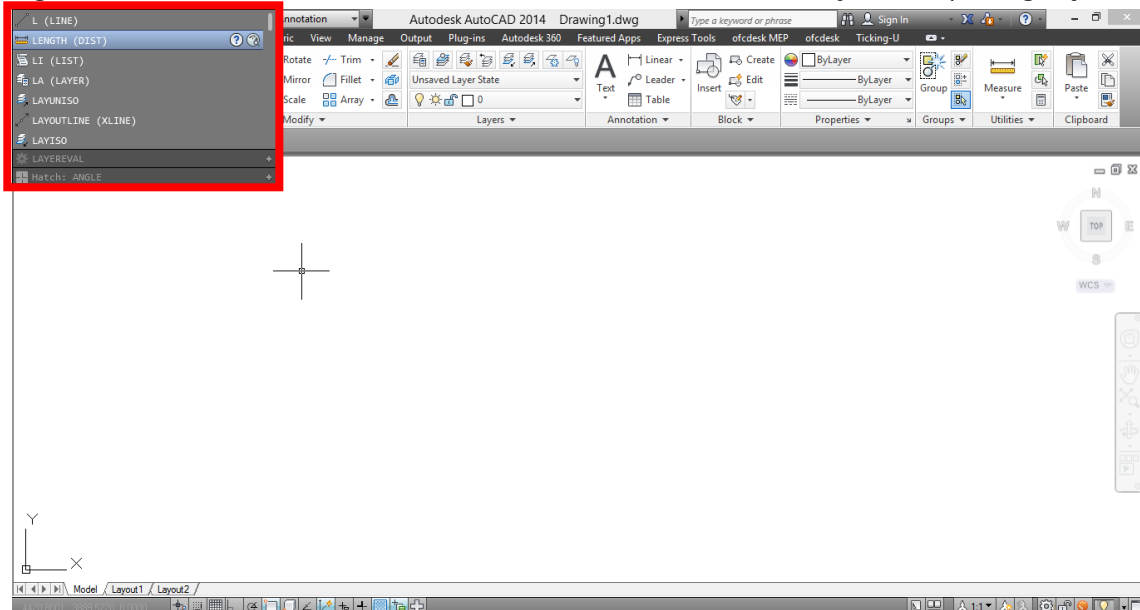 L (LINE)
LENGTH (DIST)
LI (LIST)
LA (LAYER)
LAYUNISO
LAYOUTLINE (XLINE)
LAYISO
LAYEREVAL
Hatch: ANGLE
Autodesk AutoCAD 2014 Drawing1.dwg Type a keyword or phrase Sign In
View Manage Output Plug-ins Autodesk 360 Featured Apps Express Tools ofcdesk MEP ofcdesk Ticking-U
Rotate Trim
Mirror Fillet
Scale Array
Modify
Unsaved Layer State
0
Layers
Text
Linear
Leader
Table
Annotation
Insert
Create
Edit
Block
ByLayer
ByLayer
ByLayer
Properties
Group
Groups
Measure
Utilities
Paste
Clipboard
N
W TOP E
S
WCS
Y
X
Model Layout1 Layout2
1:1